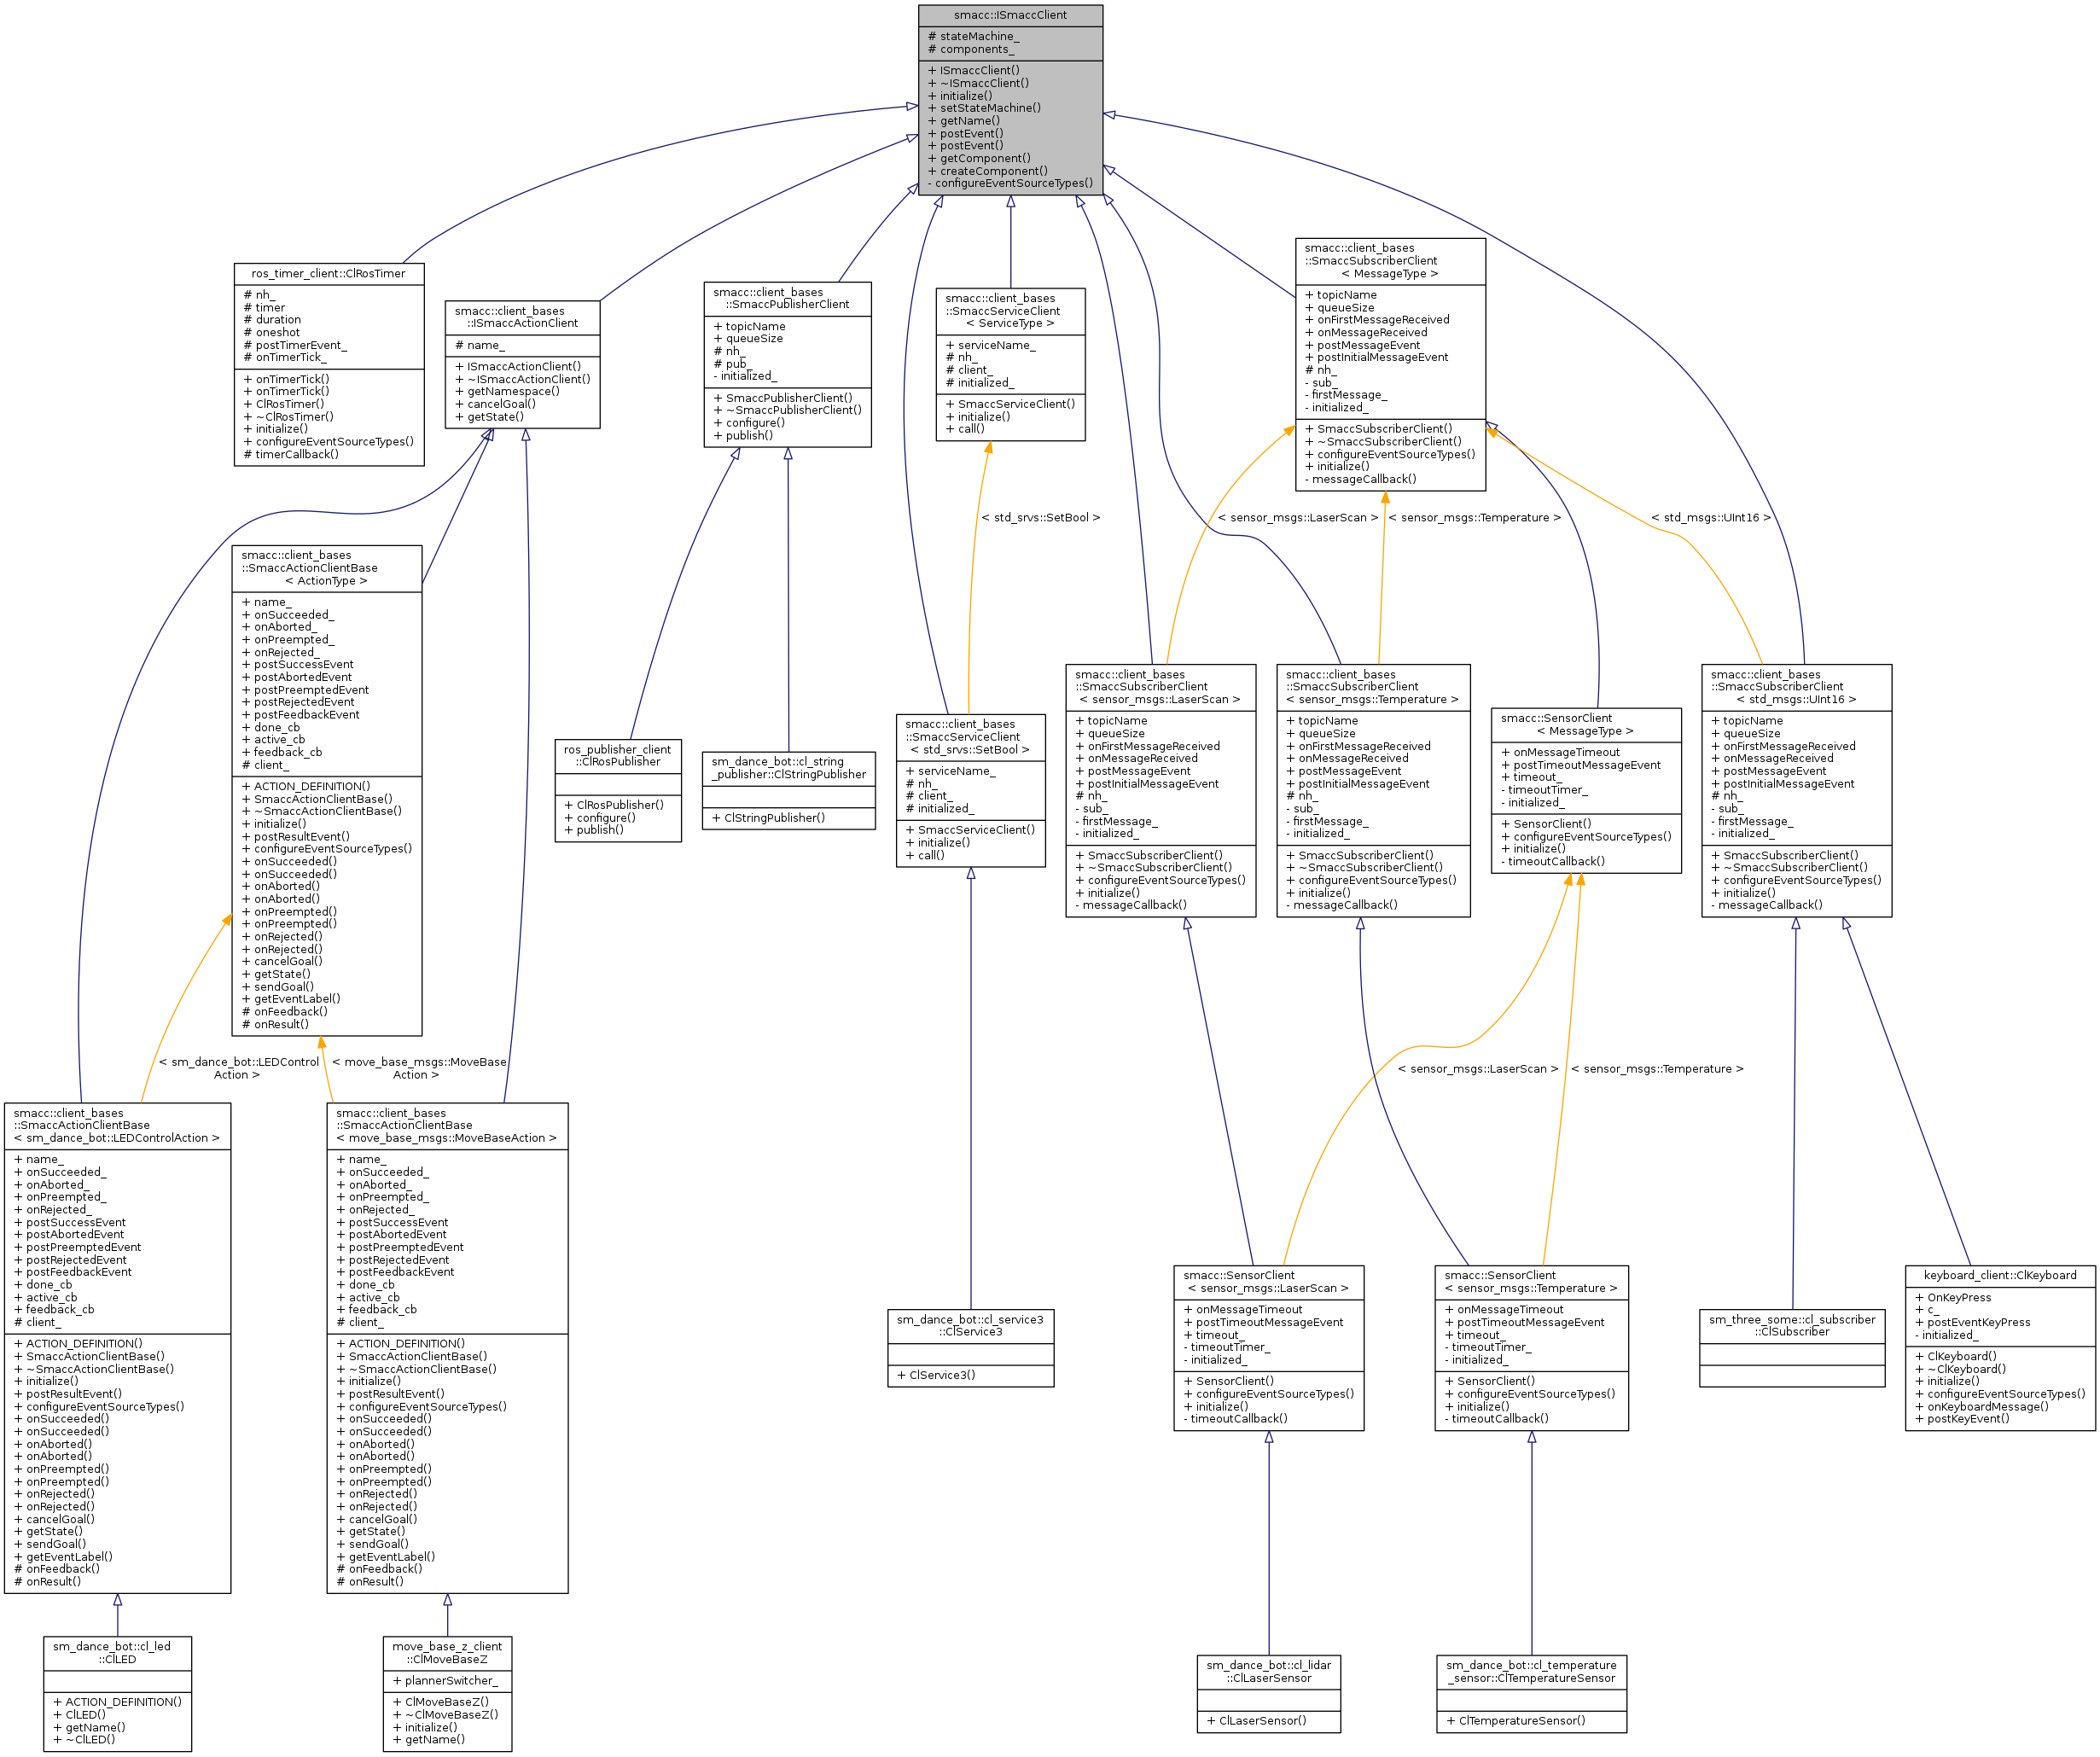 smacc::ISmaccClient
# stateMachine_
# components_
+ ISmaccClient()
+ ~ISmaccClient()
+ initialize()
+ setStateMachine()
+ getName()
+ postEvent()
+ postEvent()
+ getComponent()
+ createComponent()
- configureEventSourceTypes()
ros_timer_client::ClRosTimer
# nh_
# timer
# duration
# oneshot
# postTimerEvent_
# onTimerTick_
+ onTimerTick()
+ onTimerTick()
+ ClRosTimer()
+ ~ClRosTimer()
+ initialize()
+ configureEventSourceTypes()
# timerCallback()
smacc::client_bases
::ISmaccActionClient
# name_
+ ISmaccActionClient()
+ ~ISmaccActionClient()
+ getNamespace()
+ cancelGoal()
+ getState()
smacc::client_bases
::SmaccPublisherClient
+ topicName
+ queueSize
# nh_
# pub_
- initialized_
+ SmaccPublisherClient()
+ ~SmaccPublisherClient()
+ configure()
+ publish()
smacc::client_bases
::SmaccServiceClient
< ServiceType >
+ serviceName_
# nh_
# client_
# initialized_
+ SmaccServiceClient()
+ initialize()
+ call()
smacc::client_bases
::SmaccSubscriberClient
< MessageType >
+ topicName
+ queueSize
+ onFirstMessageReceived
+ onMessageReceived
+ postMessageEvent
+ postInitialMessageEvent
# nh_
- sub_
- firstMessage_
- initialized_
+ SmaccSubscriberClient()
+ ~SmaccSubscriberClient()
+ configureEventSourceTypes()
+ initialize()
- messageCallback()
< std_srvs::SetBool >
< sensor_msgs::LaserScan >
< sensor_msgs::Temperature >
< std_msgs::UInt16 >
smacc::client_bases
::SmaccActionClientBase
< ActionType >
+ name_
+ onSucceeded_
+ onAborted_
+ onPreempted_
+ onRejected_
+ postSuccessEvent
+ postAbortedEvent
+ postPreemptedEvent
+ postRejectedEvent
+ postFeedbackEvent
+ done_cb
+ active_cb
+ feedback_cb
# client_
+ ACTION_DEFINITION()
+ SmaccActionClientBase()
+ ~SmaccActionClientBase()
+ initialize()
+ postResultEvent()
+ configureEventSourceTypes()
+ onSucceeded()
+ onSucceeded()
+ onAborted()
+ onAborted()
+ onPreempted()
+ onPreempted()
+ onRejected()
+ onRejected()
+ cancelGoal()
+ getState()
+ sendGoal()
+ getEventLabel()
# onFeedback()
# onResult()
ros_publisher_client
::ClRosPublisher
+ ClRosPublisher()
+ configure()
+ publish()
sm_dance_bot::cl_string
_publisher::ClStringPublisher
+ ClStringPublisher()
smacc::client_bases
::SmaccServiceClient
< std_srvs::SetBool >
+ serviceName_
# nh_
# client_
# initialized_
+ SmaccServiceClient()
+ initialize()
+ call()
smacc::client_bases
::SmaccSubscriberClient
< sensor_msgs::LaserScan >
+ topicName
+ queueSize
+ onFirstMessageReceived
+ onMessageReceived
+ postMessageEvent
+ postInitialMessageEvent
# nh_
- sub_
- firstMessage_
- initialized_
+ SmaccSubscriberClient()
+ ~SmaccSubscriberClient()
+ configureEventSourceTypes()
+ initialize()
- messageCallback()
smacc::client_bases
::SmaccSubscriberClient
< sensor_msgs::Temperature >
+ topicName
+ queueSize
+ onFirstMessageReceived
+ onMessageReceived
+ postMessageEvent
+ postInitialMessageEvent
# nh_
- sub_
- firstMessage_
- initialized_
+ SmaccSubscriberClient()
+ ~SmaccSubscriberClient()
+ configureEventSourceTypes()
+ initialize()
- messageCallback()
smacc::SensorClient
< MessageType >
+ onMessageTimeout
+ postTimeoutMessageEvent
+ timeout_
- timeoutTimer_
- initialized_
+ SensorClient()
+ configureEventSourceTypes()
+ initialize()
- timeoutCallback()
smacc::client_bases
::SmaccSubscriberClient
< std_msgs::UInt16 >
+ topicName
+ queueSize
+ onFirstMessageReceived
+ onMessageReceived
+ postMessageEvent
+ postInitialMessageEvent
# nh_
- sub_
- firstMessage_
- initialized_
+ SmaccSubscriberClient()
+ ~SmaccSubscriberClient()
+ configureEventSourceTypes()
+ initialize()
- messageCallback()
< sm_dance_bot::LEDControl
Action >
< move_base_msgs::MoveBase
Action >
< sensor_msgs::LaserScan >
< sensor_msgs::Temperature >
smacc::client_bases
::SmaccActionClientBase
< sm_dance_bot::LEDControlAction >
+ name_
+ onSucceeded_
+ onAborted_
+ onPreempted_
+ onRejected_
+ postSuccessEvent
+ postAbortedEvent
+ postPreemptedEvent
+ postRejectedEvent
+ postFeedbackEvent
+ done_cb
+ active_cb
+ feedback_cb
# client_
+ ACTION_DEFINITION()
+ SmaccActionClientBase()
+ ~SmaccActionClientBase()
+ initialize()
+ postResultEvent()
+ configureEventSourceTypes()
+ onSucceeded()
+ onSucceeded()
+ onAborted()
+ onAborted()
+ onPreempted()
+ onPreempted()
+ onRejected()
+ onRejected()
+ cancelGoal()
+ getState()
+ sendGoal()
+ getEventLabel()
# onFeedback()
# onResult()
smacc::client_bases
::SmaccActionClientBase
< move_base_msgs::MoveBaseAction >
+ name_
+ onSucceeded_
+ onAborted_
+ onPreempted_
+ onRejected_
+ postSuccessEvent
+ postAbortedEvent
+ postPreemptedEvent
+ postRejectedEvent
+ postFeedbackEvent
+ done_cb
+ active_cb
+ feedback_cb
# client_
+ ACTION_DEFINITION()
+ SmaccActionClientBase()
+ ~SmaccActionClientBase()
+ initialize()
+ postResultEvent()
+ configureEventSourceTypes()
+ onSucceeded()
+ onSucceeded()
+ onAborted()
+ onAborted()
+ onPreempted()
+ onPreempted()
+ onRejected()
+ onRejected()
+ cancelGoal()
+ getState()
+ sendGoal()
+ getEventLabel()
# onFeedback()
# onResult()
sm_dance_bot::cl_service3
::ClService3
+ ClService3()
smacc::SensorClient
< sensor_msgs::LaserScan >
+ onMessageTimeout
+ postTimeoutMessageEvent
+ timeout_
- timeoutTimer_
- initialized_
+ SensorClient()
+ configureEventSourceTypes()
+ initialize()
- timeoutCallback()
smacc::SensorClient
< sensor_msgs::Temperature >
+ onMessageTimeout
+ postTimeoutMessageEvent
+ timeout_
- timeoutTimer_
- initialized_
+ SensorClient()
+ configureEventSourceTypes()
+ initialize()
- timeoutCallback()
sm_three_some::cl_subscriber
::ClSubscriber
keyboard_client::ClKeyboard
+ OnKeyPress
+ c_
+ postEventKeyPress
- initialized_
+ ClKeyboard()
+ ~ClKeyboard()
+ initialize()
+ configureEventSourceTypes()
+ onKeyboardMessage()
+ postKeyEvent()
sm_dance_bot::cl_led
::ClLED
+ ACTION_DEFINITION()
+ ClLED()
+ getName()
+ ~ClLED()
move_base_z_client
::ClMoveBaseZ
+ plannerSwitcher_
+ ClMoveBaseZ()
+ ~ClMoveBaseZ()
+ initialize()
+ getName()
sm_dance_bot::cl_lidar
::ClLaserSensor
+ ClLaserSensor()
sm_dance_bot::cl_temperature
_sensor::ClTemperatureSensor
+ ClTemperatureSensor()